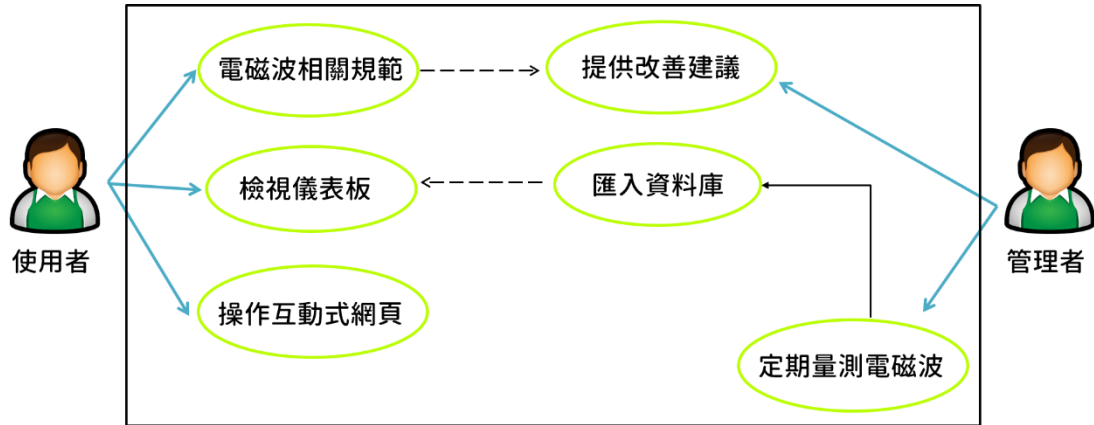 電磁波相關規範
提供改善建議
檢視儀表板
匯入資料庫
使用者
管理者
操作互動式網頁
定期量測電磁波